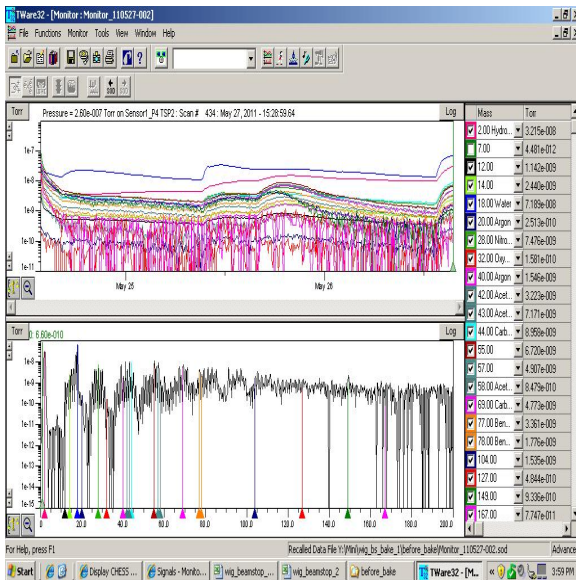 TWare32 - [Monitor : Monitor_110527-002]
File Functions Monitor Tools View Window Help
Torr Pressure = 2.60e-007 Torr on Sensor1_P4 TSP2 : Scan # 434 : May 27, 2011 - 15:28:59.64 Log
1e-7
1e-8
1e-9
1e-10
1e-11
May 25 May 26
Torr 0: 6.60e-010 Log
1e-8
1e-9
1e-10
1e-11
1e-12
1e-13
1e-14
1e-15
0. 20.0 40.0 60.0 80.0 100.0 120.0 140.0 160.0 180.0 200.0
Mass Torr
2.00 Hydro... 3.215e-008
7.00 4.481e-012
12.00 1.142e-009
14.00 2.440e-009
18.00 Water 7.189e-008
20.00 Argon 2.513e-010
28.00 Nitro... 7.476e-009
32.00 Oxy... 1.581e-010
40.00 Argon 1.546e-009
42.00 Acet... 3.223e-009
43.00 Acet... 7.171e-009
44.00 Carb... 8.958e-009
55.00 6.720e-009
57.00 4.907e-009
58.00 Acet... 8.479e-010
69.00 Carb... 4.773e-009
77.00 Ben... 3.361e-009
78.00 Ben... 1.776e-009
104.00 1.535e-009
127.00 4.844e-010
149.00 9.336e-010
167.00 7.747e-011
For Help, press F1 Recalled Data File Y:\Mini\wig_bs_bake_1\before_bake\Monitor_110527-002.sod Advance
Start Display CHESS ... Signals - Monito... wig_beamstop_... wig_beamstop_2 before_bake TWare32 - [M... 3:59 PM